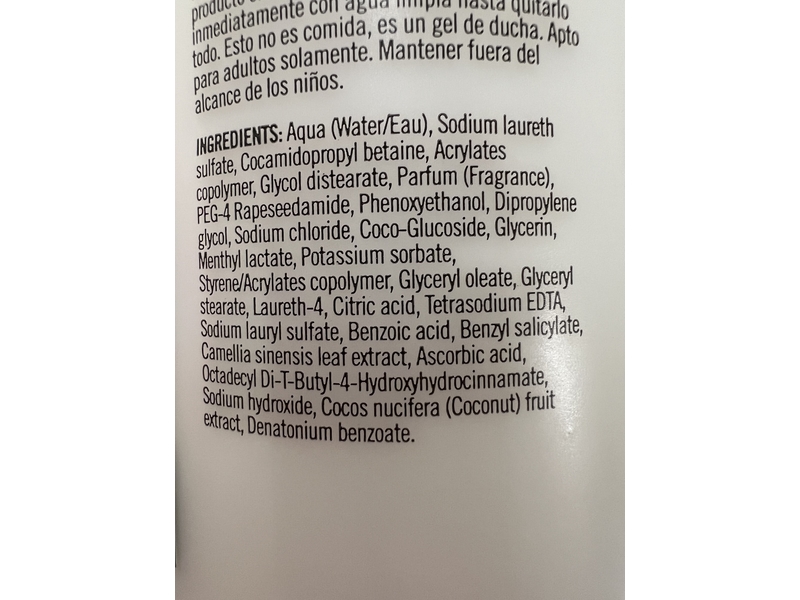 producto
inmediatamente con agua limpia hasta quitarlo
todo. Esto no es comida, es un gel de ducha. Apto
para adultos solamente. Mantener fuera del
alcance de los niños.
INGREDIENTS: Aqua (Water/Eau), Sodium laureth
sulfate, Cocamidopropyl betaine, Acrylates
copolymer, Glycol distearate, Parfum (Fragrance),
PEG-4 Rapeseedamide, Phenoxyethanol, Dipropylene
glycol, Sodium chloride, Coco-Glucoside, Glycerin,
Menthyl lactate, Potassium sorbate,
Styrene/Acrylates copolymer, Glyceryl oleate, Glyceryl
stearate, Laureth-4, Citric acid, Tetrasodium EDTA,
Sodium lauryl sulfate, Benzoic acid, Benzyl salicylate,
Camellia sinensis leaf extract, Ascorbic acid,
Octadecyl Di-T-Butyl-4-Hydroxyhydrocinnamate,
Sodium hydroxide, Cocos nucifera (Coconut) fruit
extract, Denatonium benzoate.